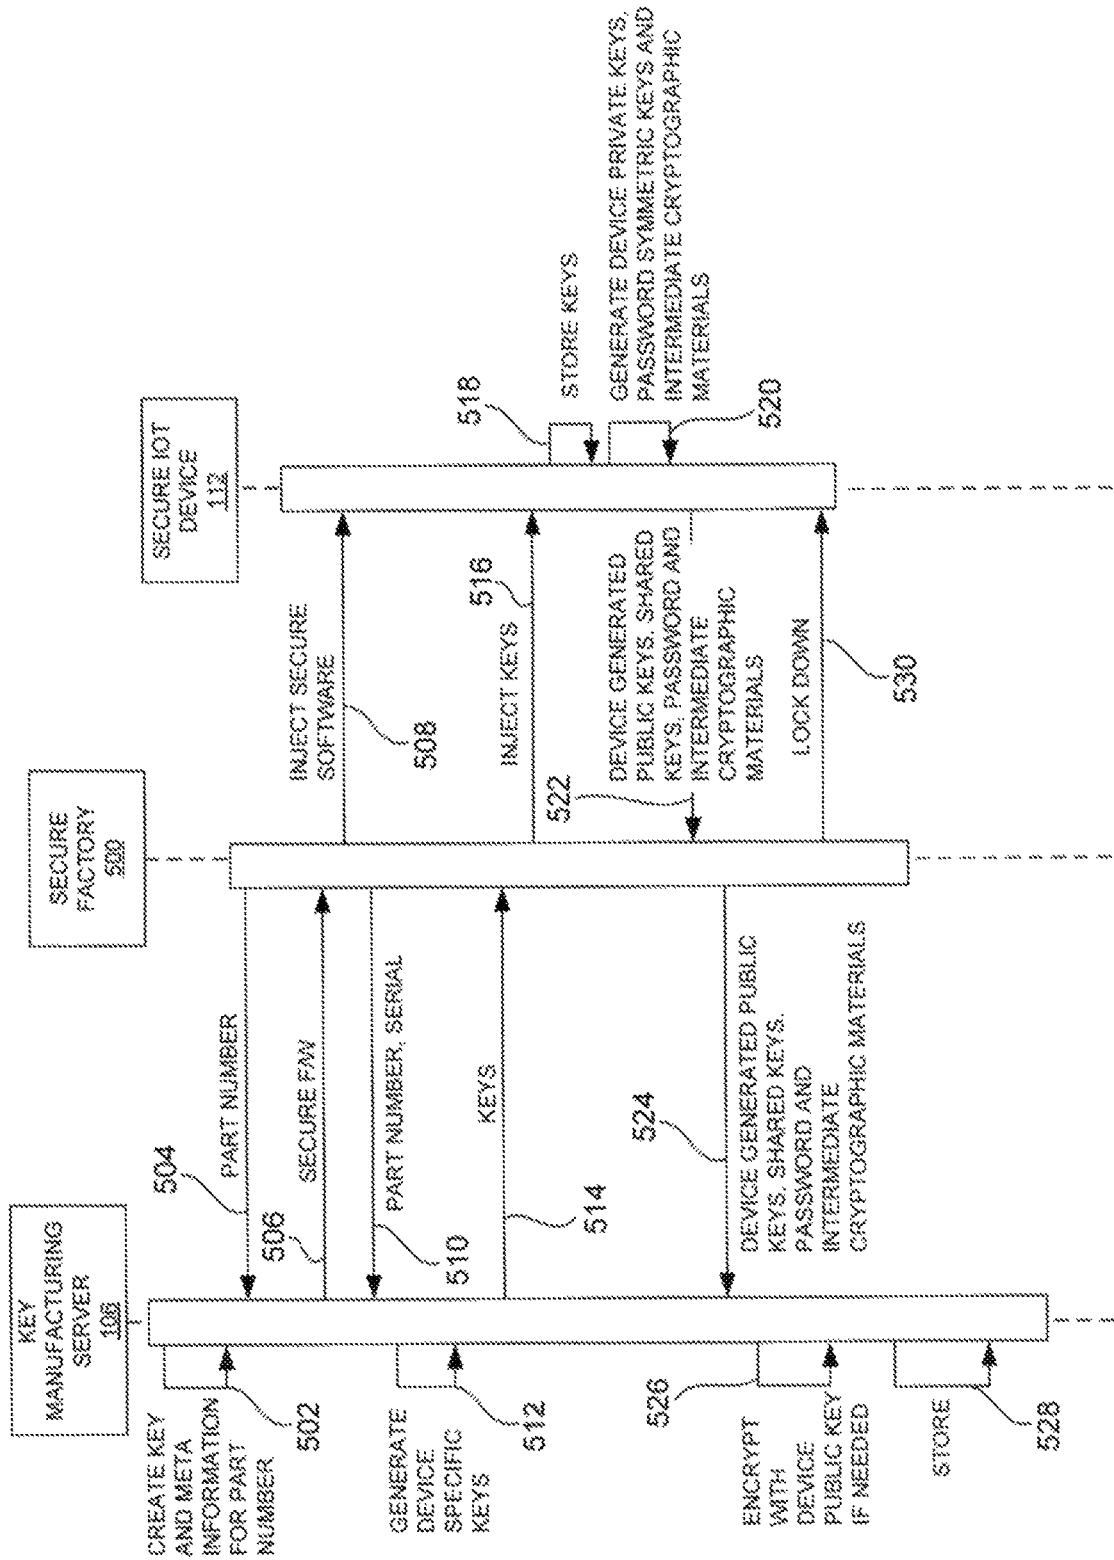 KEY
MANUFACTURING
SERVER
106
SECURE
FACTORY
500
SECURE IOT
DEVICE
112
CREATE KEY
AND META
INFORMATION
FOR PART
NUMBER
502
504
PART NUMBER
506
SECURE F/W
INJECT SECURE
SOFTWARE
508
510
PART NUMBER, SERIAL
GENERATE
DEVICE
SPECIFIC
KEYS
512
514
KEYS
INJECT KEYS
516
518
STORE KEYS
GENERATE DEVICE PRIVATE KEYS,
PASSWORD SYMMETRIC KEYS AND
INTERMEDIATE CRYPTOGRAPHIC
MATERIALS
520
522
DEVICE GENERATED
PUBLIC KEYS, SHARED
KEYS, PASSWORD AND
INTERMEDIATE
CRYPTOGRAPHIC
MATERIALS
524
DEVICE GENERATED PUBLIC
KEYS, SHARED KEYS,
PASSWORD AND
INTERMEDIATE
CRYPTOGRAPHIC MATERIALS
526
ENCRYPT
WITH
DEVICE
PUBLIC KEY
IF NEEDED
STORE
528
LOCK DOWN
530